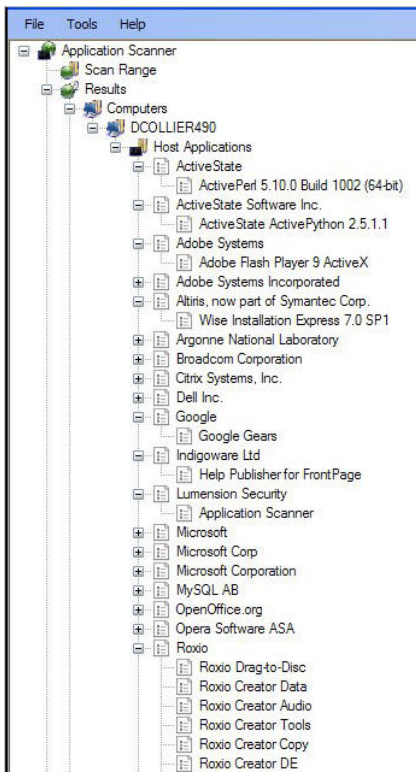 File Tools Help
Application Scanner
Scan Range
Results
Computers
DCOLLIER490
Host Applications
ActiveState
ActivePerl 5.10.0 Build 1002 (64-bit)
ActiveState Software Inc.
ActiveState ActivePython 2.5.1.1
Adobe Systems
Adobe Flash Player 9 ActiveX
Adobe Systems Incorporated
Altiris, now part of Symantec Corp.
Wise Installation Express 7.0 SP1
Argonne National Laboratory
Broadcom Corporation
Citrix Systems, Inc.
Dell Inc.
Google
Google Gears
Indigoware Ltd
Help Publisher for FrontPage
Lumension Security
Application Scanner
Microsoft
Microsoft Corp
Microsoft Corporation
MySQL AB
OpenOffice.org
Opera Software ASA
Roxio
Roxio Drag-to-Disc
Roxio Creator Data
Roxio Creator Audio
Roxio Creator Tools
Roxio Creator Copy
Roxio Creator DE